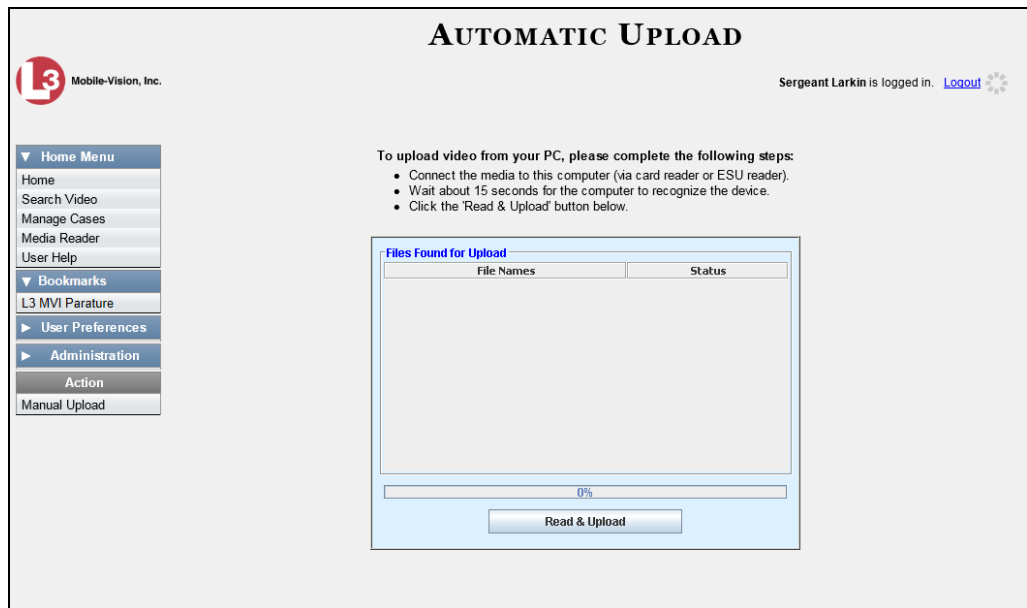 AUTOMATIC UPLOAD
L3 Mobile-Vision, Inc.
Sergeant Larkin is logged in. Logout
▼ Home Menu
Home
Search Video
Manage Cases
Media Reader
User Help
▼ Bookmarks
L3 MVI Parature
► User Preferences
► Administration
Action
Manual Upload
To upload video from your PC, please complete the following steps:
• Connect the media to this computer (via card reader or ESU reader).
• Wait about 15 seconds for the computer to recognize the device.
• Click the 'Read & Upload' button below.
Files Found for Upload
File Names Status
0%
Read & Upload